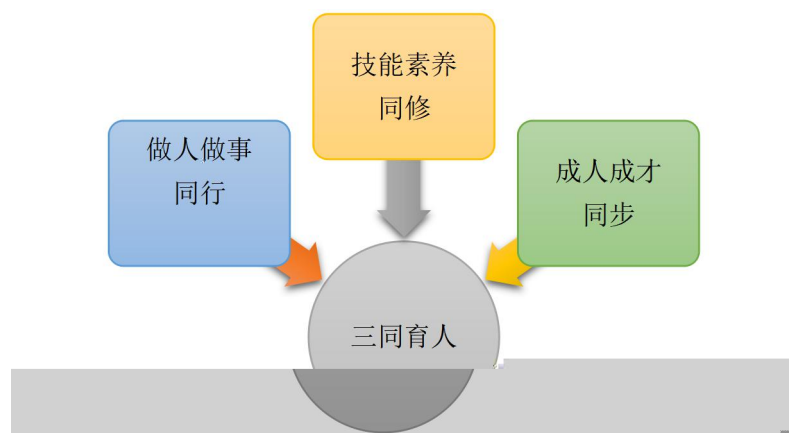 技能素养
同修
做人做事
同行
成人成才
同步
三同育人